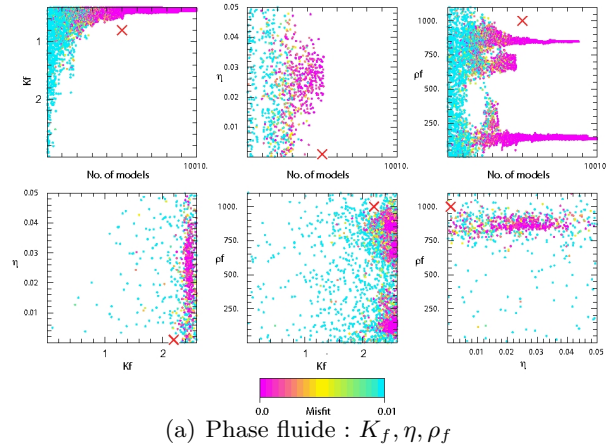 1
2
Kf
10010.
No. of models
0.05
0.04
0.03
0.02
0.01
η
10010.
No. of models
1000.
750.
500.
250.
ρf
10010.
No. of models
0.05
0.04
0.03
0.02
0.01
1 2
Kf
1000.
750.
ρf
500.
250.
1 2
Kf
1000.
750.
ρf
500.
250.
0.01 0.02 0.03 0.04 0.05
η
0.0 Misfit 0.01
(a) Phase fluide : K_f, η, ρ_f